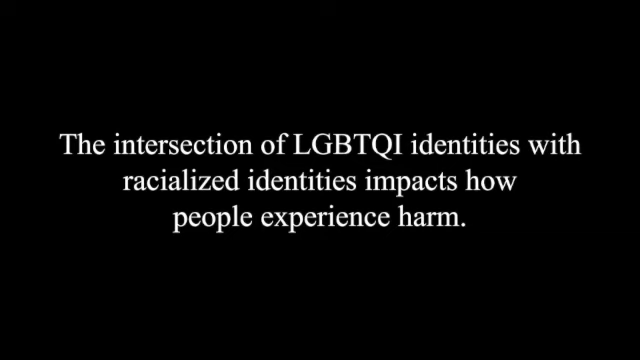 The intersection of LGBTQI identities with
racialized identities impacts how
people experience harm.